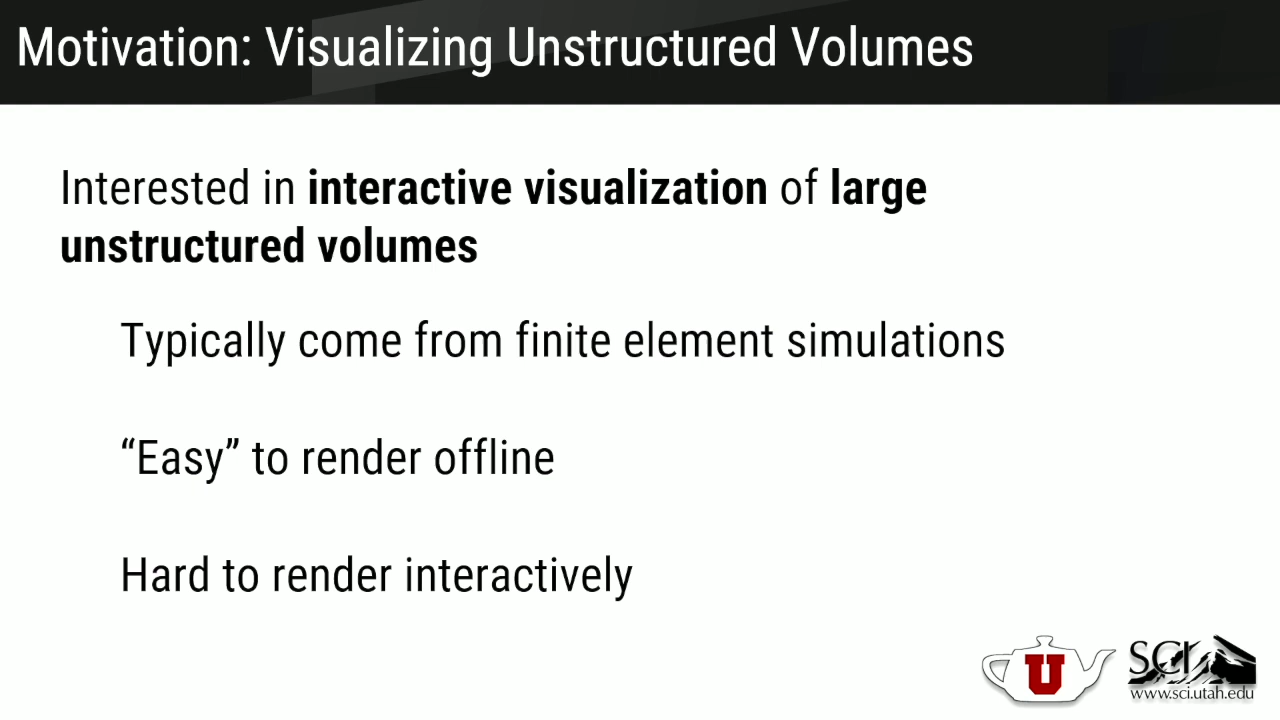 Motivation: Visualizing Unstructured Volumes
Interested in interactive visualization of large
unstructured volumes
Typically come from finite element simulations
“Easy” to render offline
Hard to render interactively
U
SCI
www.sci.utah.edu